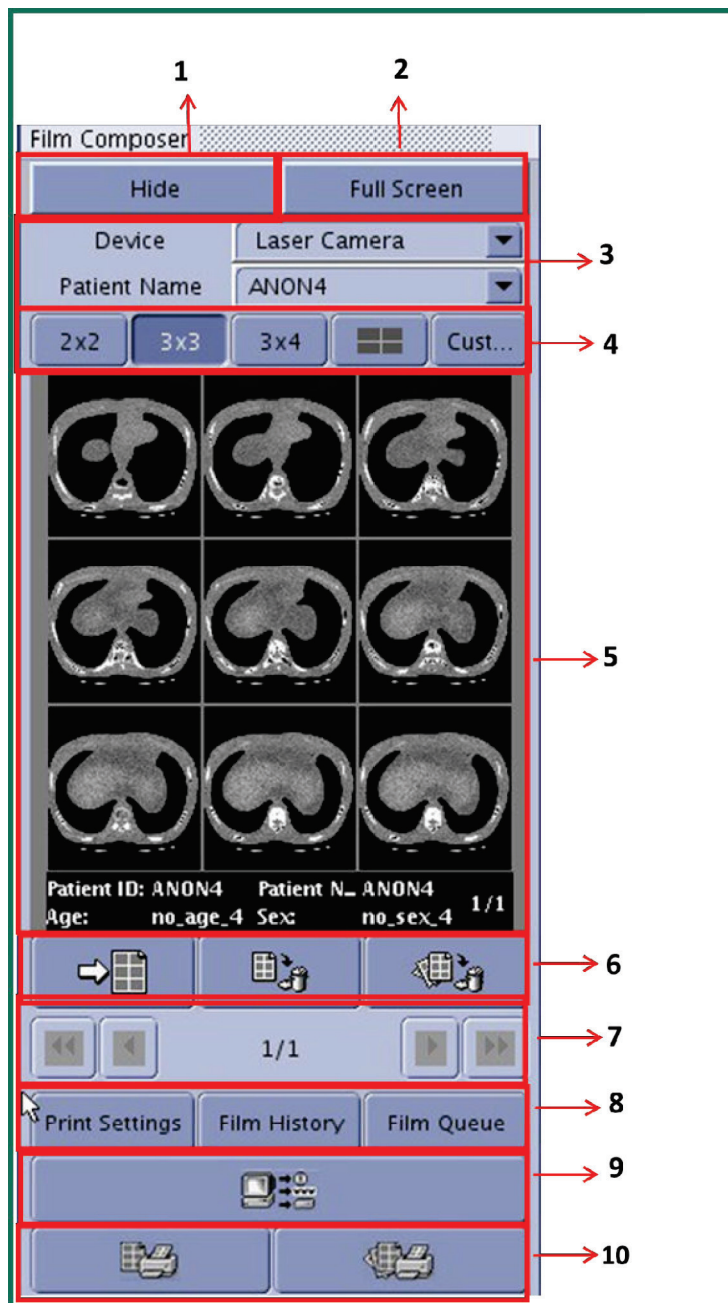 1
2
Film Composer
Hide
Full Screen
Device
Laser Camera
3
Patient Name
ANON4
2x2
3x3
3x4
Cust...
4
5
Patient ID: ANON4 Patient N... ANON4
1/1
Age: no_age_4 Sex: no_sex_4
6
1/1
7
Print Settings
Film History
Film Queue
8
9
10